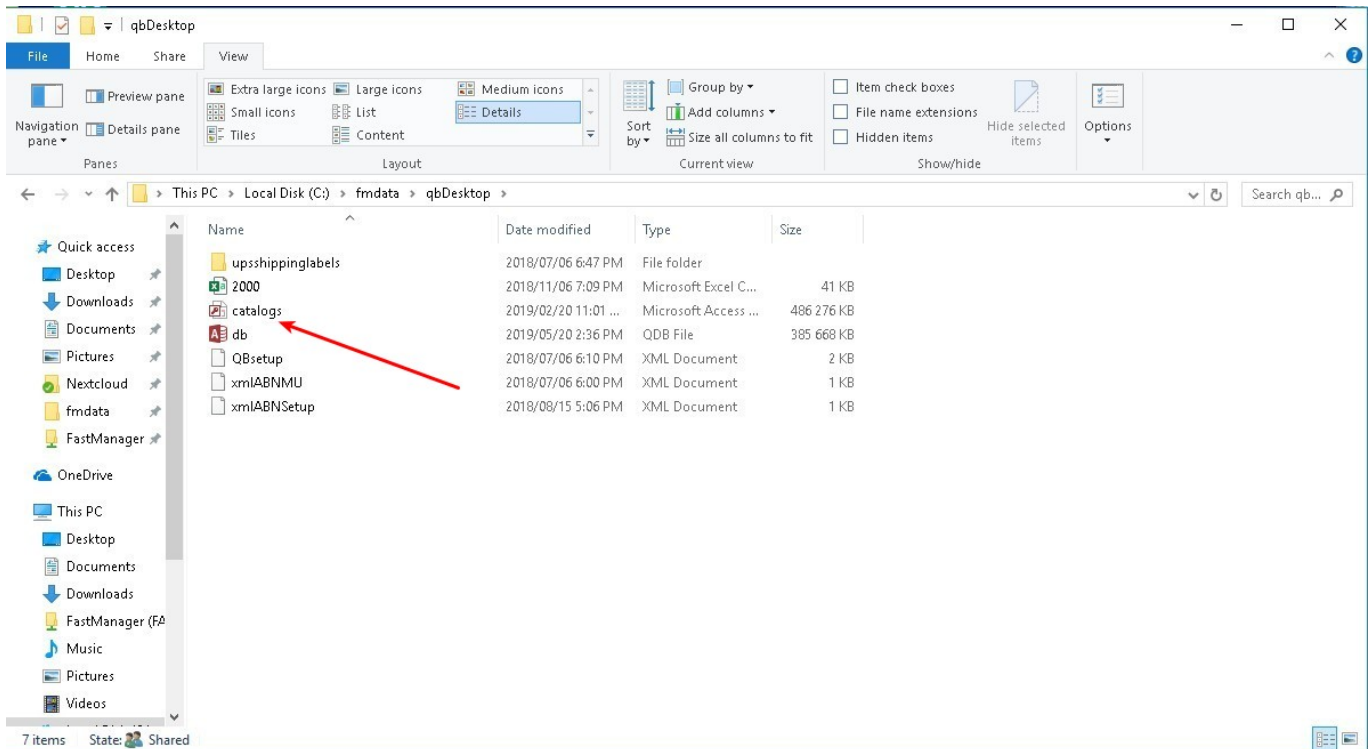 qbDesktop
File Home Share View
Navigation pane
Preview pane
Details pane
Panes
Extra large icons Large icons Medium icons
Small icons List Details
Tiles Content
Layout
Sort by
Group by
Add columns
Size all columns to fit
Current view
Item check boxes
File name extensions
Hidden items
Hide selected items
Show/hide
Options
This PC > Local Disk (C:) > fmdata > qbDesktop >
Search qb...
Name Date modified Type Size
Quick access
Desktop
Downloads
Documents
Pictures
Nextcloud
fmdata
FastManager
OneDrive
This PC
Desktop
Documents
Downloads
FastManager (FA
Music
Pictures
Videos
upsshippinglabels 2018/07/06 6:47 PM File folder
2000 2018/11/06 7:09 PM Microsoft Excel C... 41 KB
catalogs 2019/02/20 11:01 ... Microsoft Access ... 486 276 KB
db 2019/05/20 2:36 PM QDB File 385 668 KB
QBsetup 2018/07/06 6:10 PM XML Document 2 KB
xmlABNMU 2018/07/06 6:00 PM XML Document 1 KB
xmlABNSetup 2018/08/15 5:06 PM XML Document 1 KB
7 items State: Shared